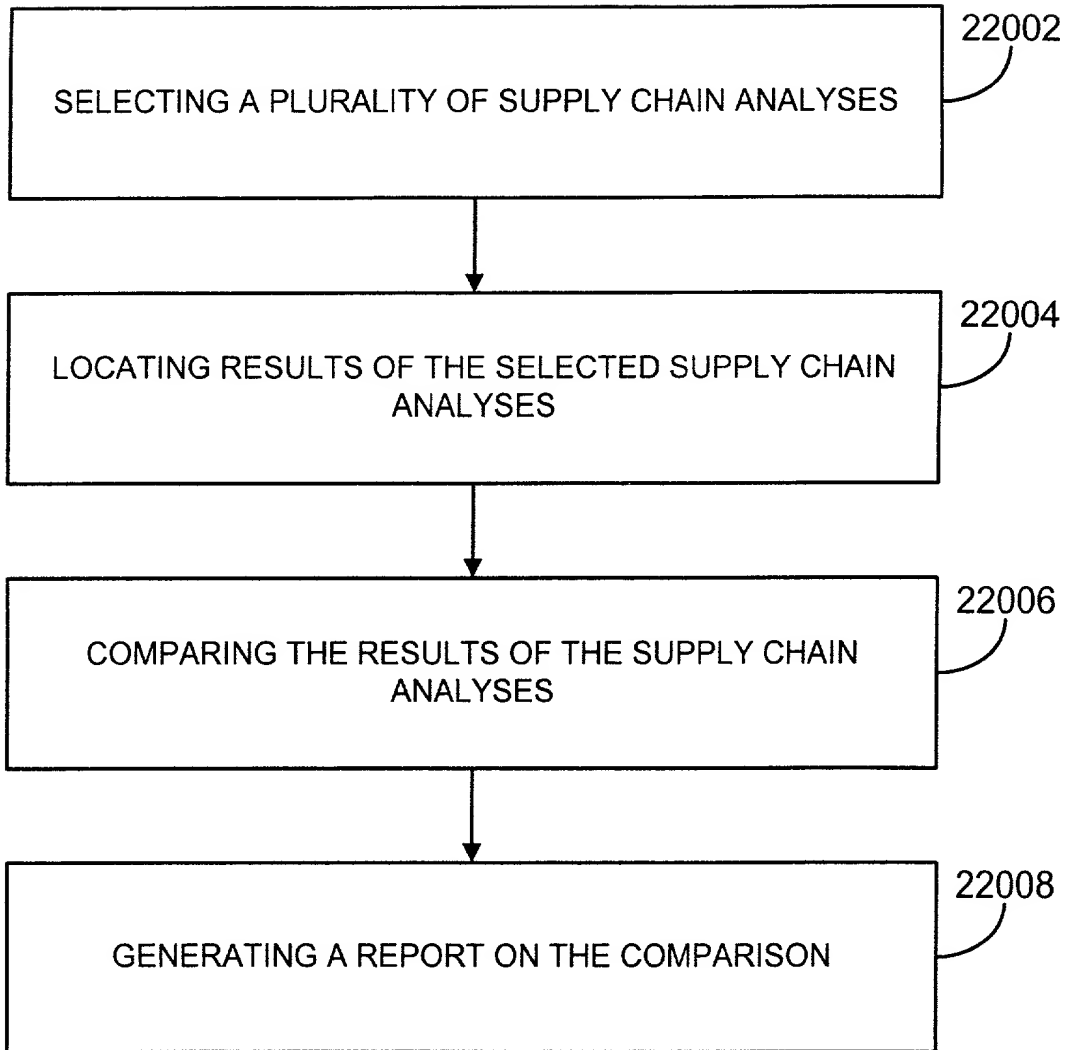 22002
SELECTING A PLURALITY OF SUPPLY CHAIN ANALYSES
22004
LOCATING RESULTS OF THE SELECTED SUPPLY CHAIN
ANALYSES
22006
COMPARING THE RESULTS OF THE SUPPLY CHAIN
ANALYSES
22008
GENERATING A REPORT ON THE COMPARISON